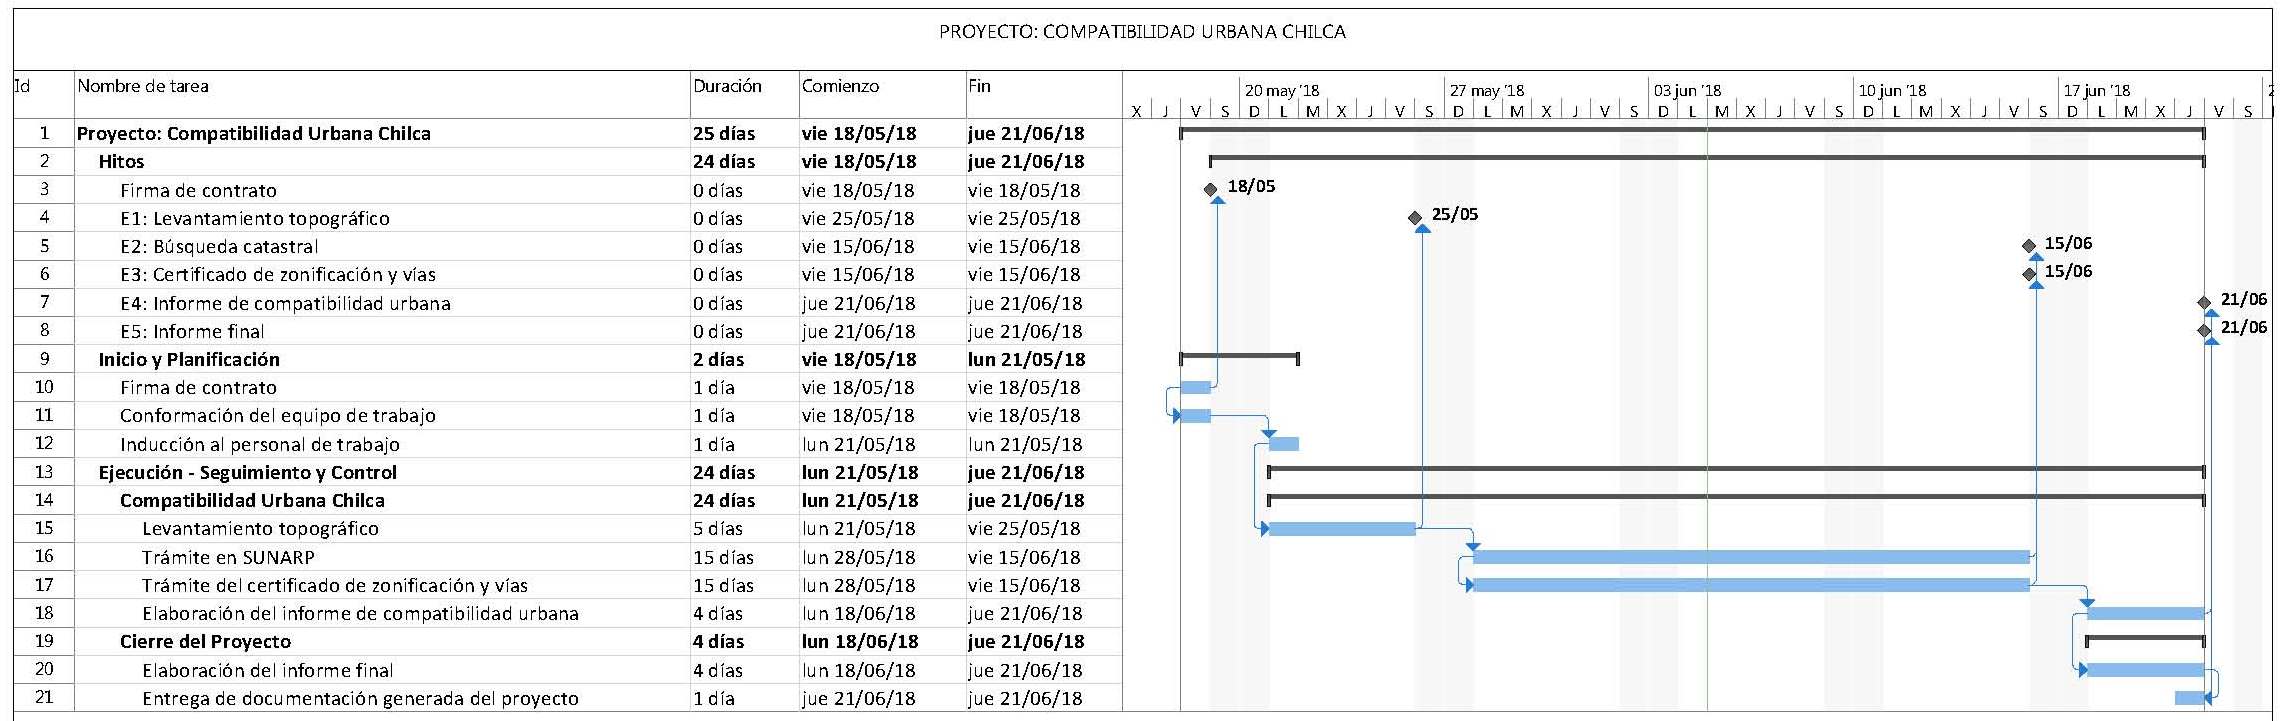 PROYECTO: COMPATIBILIDAD URBANA CHILCA
Id Nombre de tarea Duración Comienzo Fin 20 may '18 27 may '18 03 jun '18 10 jun '18 17 jun '18 2
X J V S D L M X J V S D L M X J V S D L M X J V S D L M X J V S D L M X J V S
1 Proyecto: Compatibilidad Urbana Chilca 25 días vie 18/05/18 jue 21/06/18
2 Hitos 24 días vie 18/05/18 jue 21/06/18
3 Firma de contrato 0 días vie 18/05/18 vie 18/05/18 18/05
4 E1: Levantamiento topográfico 0 días vie 25/05/18 vie 25/05/18 25/05
5 E2: Búsqueda catastral 0 días vie 15/06/18 vie 15/06/18 15/06
6 E3: Certificado de zonificación y vías 0 días vie 15/06/18 vie 15/06/18 15/06
7 E4: Informe de compatibilidad urbana 0 días jue 21/06/18 jue 21/06/18 21/06
8 E5: Informe final 0 días jue 21/06/18 jue 21/06/18 21/06
9 Inicio y Planificación 2 días vie 18/05/18 lun 21/05/18
10 Firma de contrato 1 día vie 18/05/18 vie 18/05/18
11 Conformación del equipo de trabajo 1 día vie 18/05/18 vie 18/05/18
12 Inducción al personal de trabajo 1 día lun 21/05/18 lun 21/05/18
13 Ejecución - Seguimiento y Control 24 días lun 21/05/18 jue 21/06/18
14 Compatibilidad Urbana Chilca 24 días lun 21/05/18 jue 21/06/18
15 Levantamiento topográfico 5 días lun 21/05/18 vie 25/05/18
16 Trámite en SUNARP 15 días lun 28/05/18 vie 15/06/18
17 Trámite del certificado de zonificación y vías 15 días lun 28/05/18 vie 15/06/18
18 Elaboración del informe de compatibilidad urbana 4 días lun 18/06/18 jue 21/06/18
19 Cierre del Proyecto 4 días lun 18/06/18 jue 21/06/18
20 Elaboración del informe final 4 días lun 18/06/18 jue 21/06/18
21 Entrega de documentación generada del proyecto 1 día jue 21/06/18 jue 21/06/18